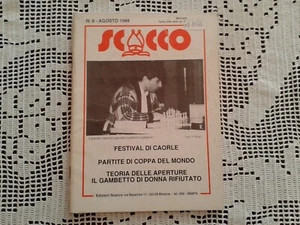 N. 8 - AGOSTO 1989
SCACCO
FESTIVAL DI CAORLE
PARTITE DI COPPA DEL MONDO
TEORIA DELLE APERTURE
IL GAMBETTO DI DONNA RIFIUTATO